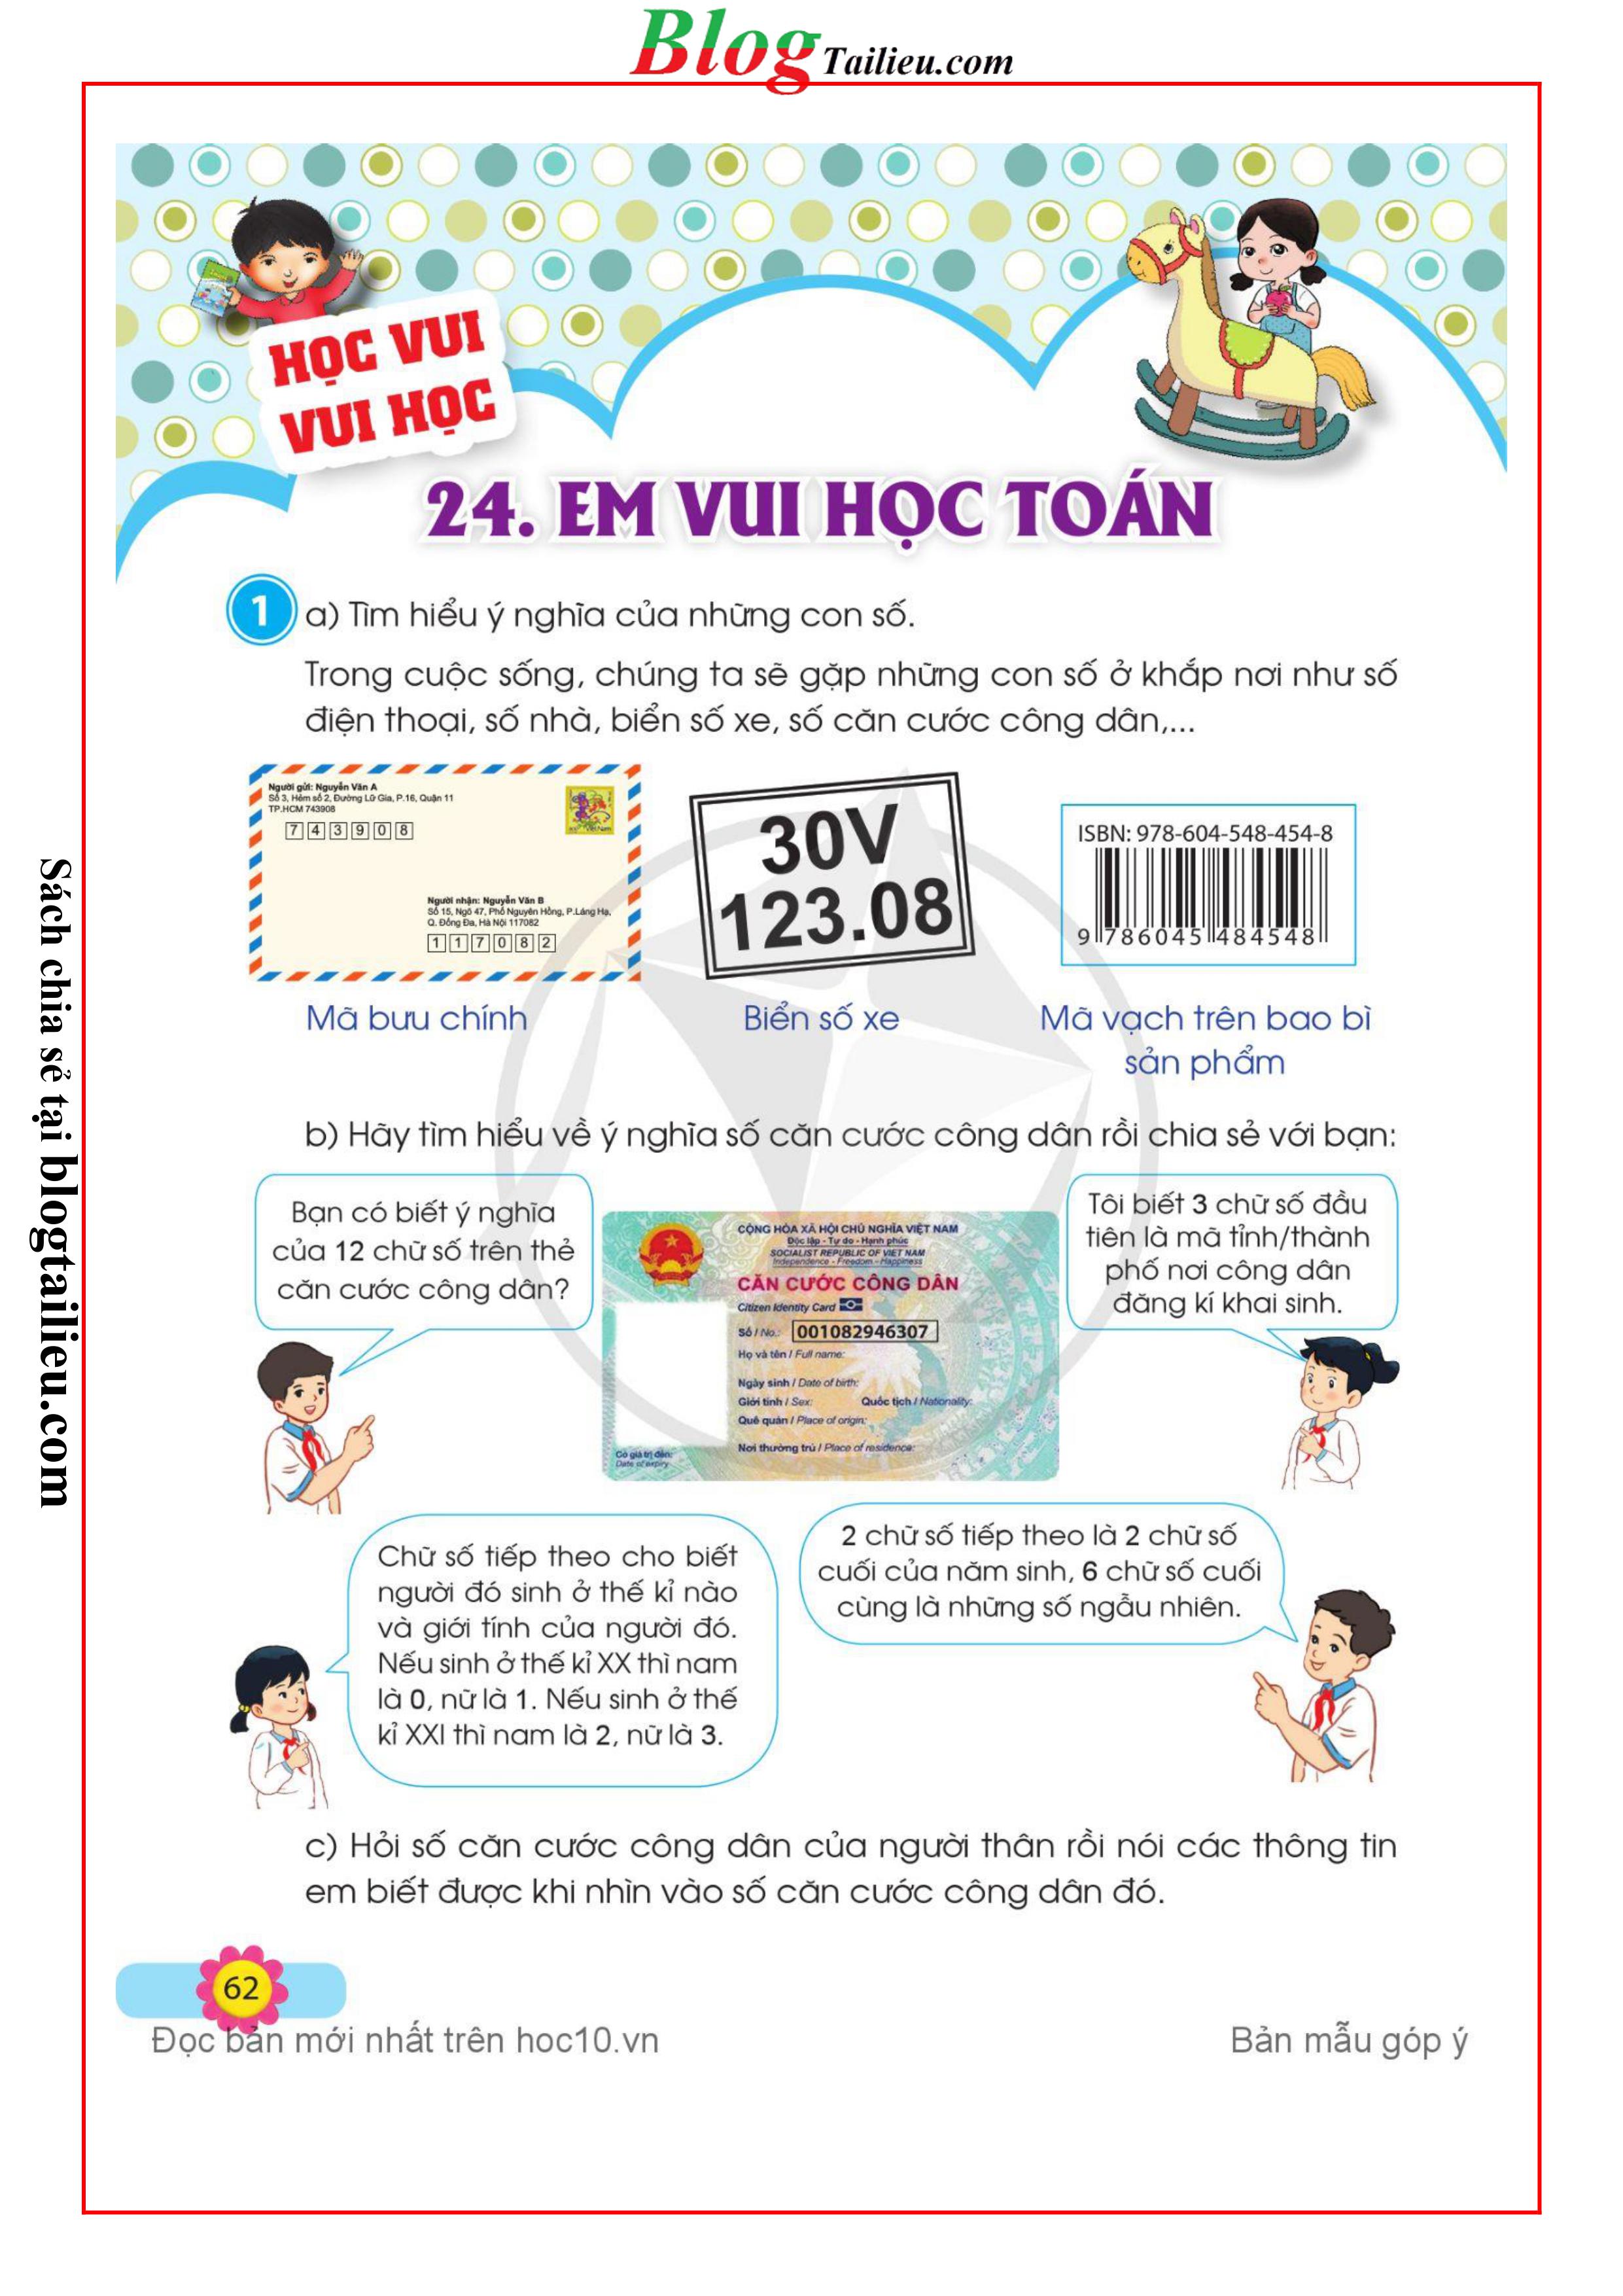 Blog Tailieu.com
HỌC VUI
VUI HỌC
24. EM VUI HỌC TOÁN
1 a) Tìm hiểu ý nghĩa của những con số.
Trong cuộc sống, chúng ta sẽ gặp những con số ở khắp nơi như số
điện thoại, số nhà, biển số xe, số căn cước công dân,...
Người gửi: Nguyễn Văn A
Số 3, Hẻm số 2, Đường Lữ Gia, P.16, Quận 11
TP.HCM 743908
743908
Người nhận: Nguyễn Văn B
Số 15, Ngõ 47, Phố Nguyên Hồng, P.Láng Hạ,
Q. Đống Đa, Hà Nội 117082
117082
30V
123.08
ISBN: 978-604-548-454-8
9 786045 484548
Mã bưu chính
Biển số xe
Mã vạch trên bao bì
sản phẩm
b) Hãy tìm hiểu về ý nghĩa số căn cước công dân rồi chia sẻ với bạn:
Bạn có biết ý nghĩa
của 12 chữ số trên thẻ
căn cước công dân?
CỘNG HÒA XÃ HỘI CHỦ NGHĨA VIỆT NAM
Độc lập - Tự do - Hạnh phúc
SOCIALIST REPUBLIC OF VIET NAM
Independence - Freedom - Happiness
CĂN CƯỚC CÔNG DÂN
Citizen Identity Card
Số / No.: 001082946307
Họ và tên / Full name:
Ngày sinh / Date of birth:
Giới tính / Sex: Quốc tịch / Nationality:
Quê quán / Place of origin:
Nơi thường trú / Place of residence:
Có giá trị đến:
Date of expiry
Tôi biết 3 chữ số đầu
tiên là mã tỉnh/thành
phố nơi công dân
đăng kí khai sinh.
Chữ số tiếp theo cho biết
người đó sinh ở thế kỉ nào
và giới tính của người đó.
Nếu sinh ở thế kỉ XX thì nam
là 0, nữ là 1. Nếu sinh ở thế
kỉ XXI thì nam là 2, nữ là 3.
2 chữ số tiếp theo là 2 chữ số
cuối của năm sinh, 6 chữ số cuối
cùng là những số ngẫu nhiên.
c) Hỏi số căn cước công dân của người thân rồi nói các thông tin
em biết được khi nhìn vào số căn cước công dân đó.
62
Đọc bản mới nhất trên hoc10.vn
Bản mẫu góp ý
Sách chia sẻ tại blogtailieu.com